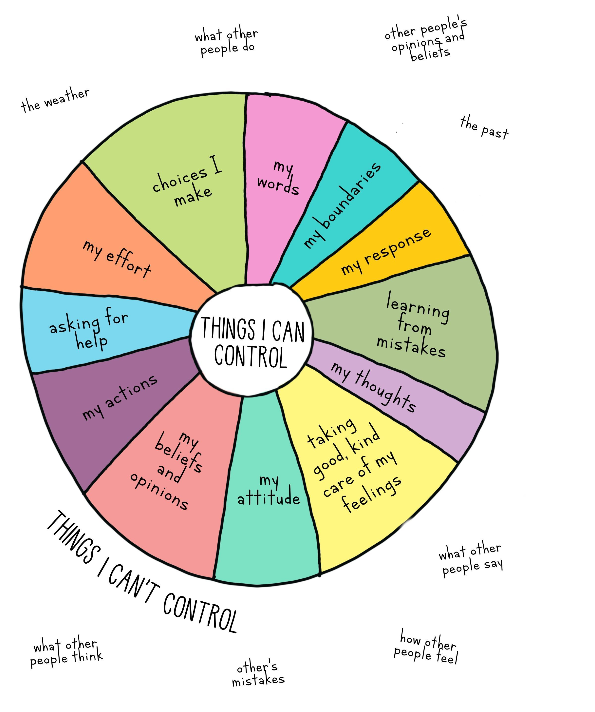 what other
people do
other people's
opinions and
beliefs
the weather
the past
choices I
make
my
words
my boundaries
my response
my effort
learning
from
mistakes
asking for
help
THINGS I CAN
CONTROL
my thoughts
my actions
taking
good, kind
care of my
feelings
my
beliefs
and
opinions
my
attitude
THINGS I CAN'T CONTROL
what other
people say
what other
people think
how other
people feel
other's
mistakes